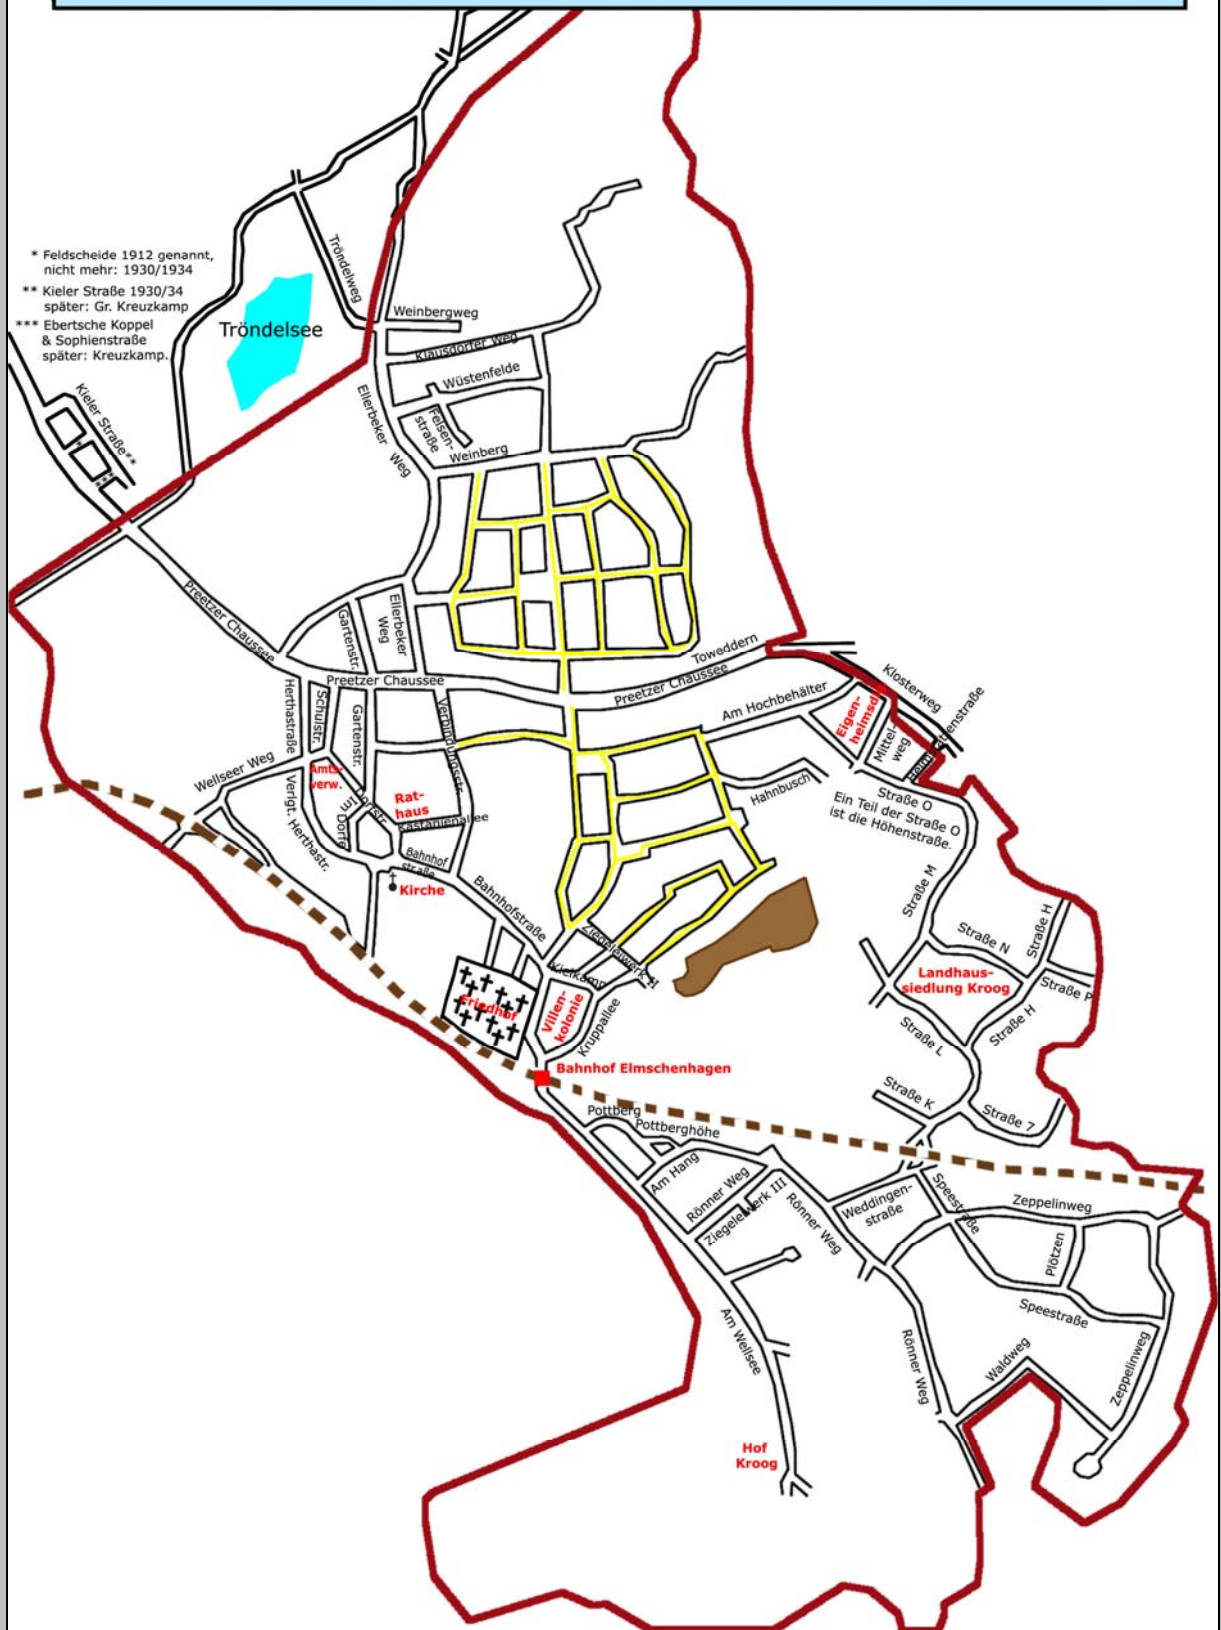 * Feldscheide 1912 genannt,
nicht mehr: 1930/1934
** Kieler Straße 1930/34
später: Gr. Kreuzkamp
*** Ebertsche Koppel
& Sophienstraße
später: Kreuzkamp.
Tröndelweg
Tröndelsee
Weinbergweg
Klausdorfer Weg
Wüstenfelde
Kieler Straße**
Ellerbeker Weg
Felsen-
straße
Weinberg
Preetzer Chaussee
Gartenstr.
Ellerbeker
Weg
Toweddern
Preetzer Chaussee
Preetzer Chaussee
Klosterweg
Am Hochbehälter
Eigen-
heimsd.
Mittel-
weg
Herthastraße
Schulstr.
Gartenstr.
Verbindungsstr.
Wellseer Weg
Amts-
verw.
Verlgt. Herthastr.
Dorfstr.
Rat-
haus
Kastanienallee
Hahnbusch
Straße O
Ein Teil der Straße O
ist die Höhenstraße.
Bahnhof
straße
Kirche
Bahnhofstraße
Straße M
Ziegeleiwerk II
Kielkamp
Straße N
Straße H
Landhaus-
siedlung Kroog
Straße P
Friedhof
Villen-
kolonie
Kruppallee
Straße L
Straße H
Bahnhof Elmschenhagen
Straße K
Straße 7
Pottberg
Pottberghöhe
Am Hang
Rönner Weg
Ziegeleiwerk III
Rönner Weg
Weddingen-
straße
Speestraße
Zeppelinweg
Plötzen
Speestraße
Am Wellsee
Rönner Weg
Waldweg
Zeppelinweg
Hof
Kroog